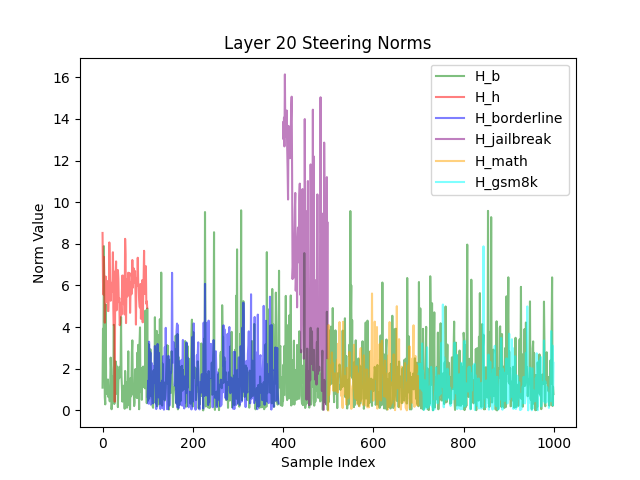 Layer 20 Steering Norms
Norm Value
16
14
12
10
8
6
4
2
0
H_b
H_h
H_borderline
H_jailbreak
H_math
H_gsm8k
0
200
400
600
800
1000
Sample Index